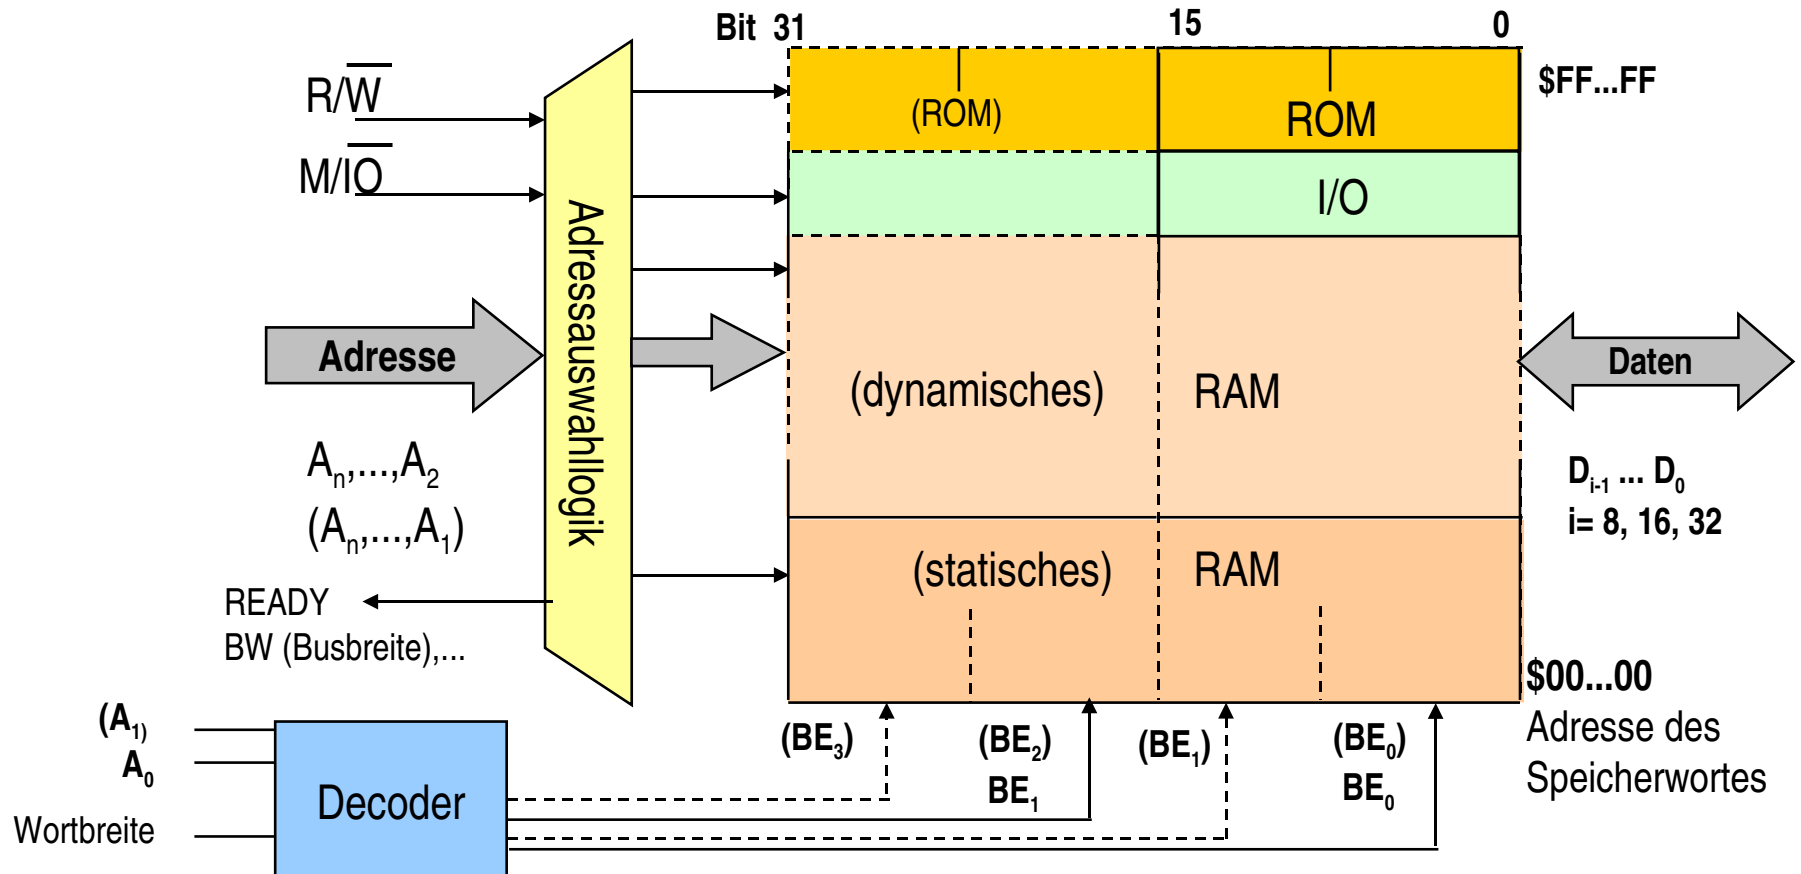 Bit 31 15 0
R/W
M/IO
(ROM) ROM
$FF...FF
I/O
Adressauswahllogik
Adresse
(dynamisches) RAM
Daten
Aₙ,...,A₂
(Aₙ,...,A₁)
Dᵢ₋₁ ... D₀
i= 8, 16, 32
(statisches) RAM
READY
BW (Busbreite),...
$00...00
Adresse des
Speicherwortes
(A₁)
A₀
Wortbreite
Decoder
(BE₃) (BE₂) (BE₁) (BE₀)
BE₁ BE₀